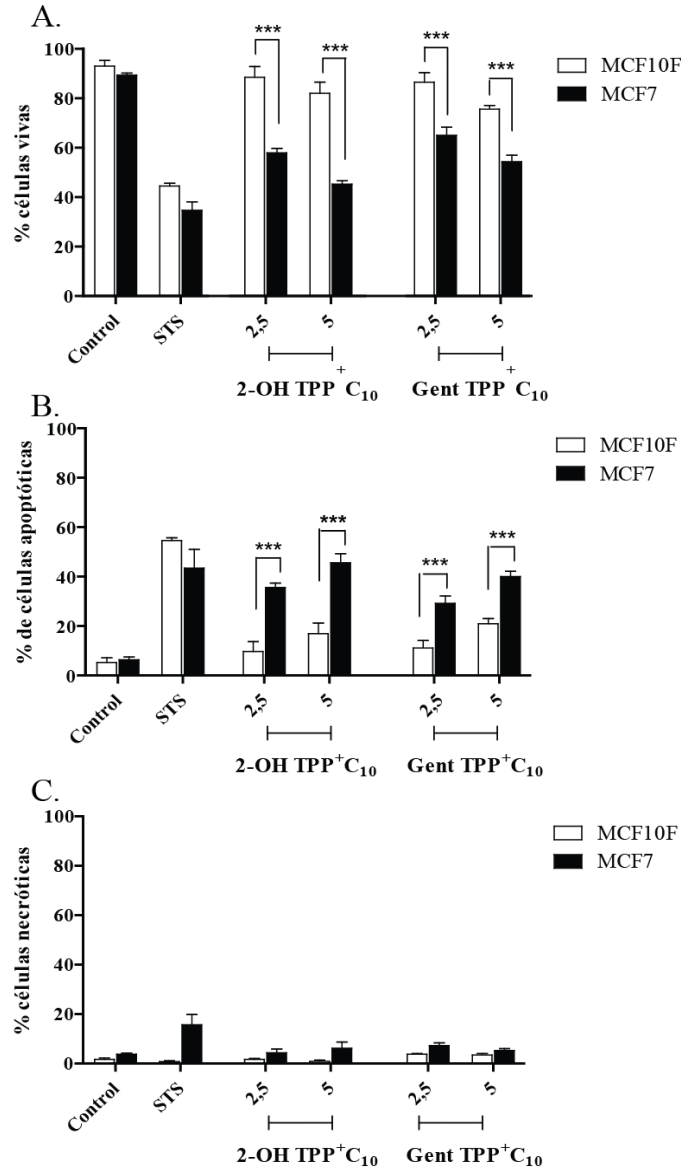 A.
% células vivas
100
80
60
40
20
0
*** *** *** ***
MCF10F
MCF7
Control STS 2,5 5 2,5 5
2-OH TPP⁺C₁₀ Gent TPP⁺C₁₀
B.
% de células apoptóticas
100
80
60
40
20
0
*** *** *** ***
MCF10F
MCF7
Control STS 2,5 5 2,5 5
2-OH TPP⁺C₁₀ Gent TPP⁺C₁₀
C.
% células necróticas
100
80
60
40
20
0
MCF10F
MCF7
Control STS 2,5 5 2,5 5
2-OH TPP⁺C₁₀ Gent TPP⁺C₁₀